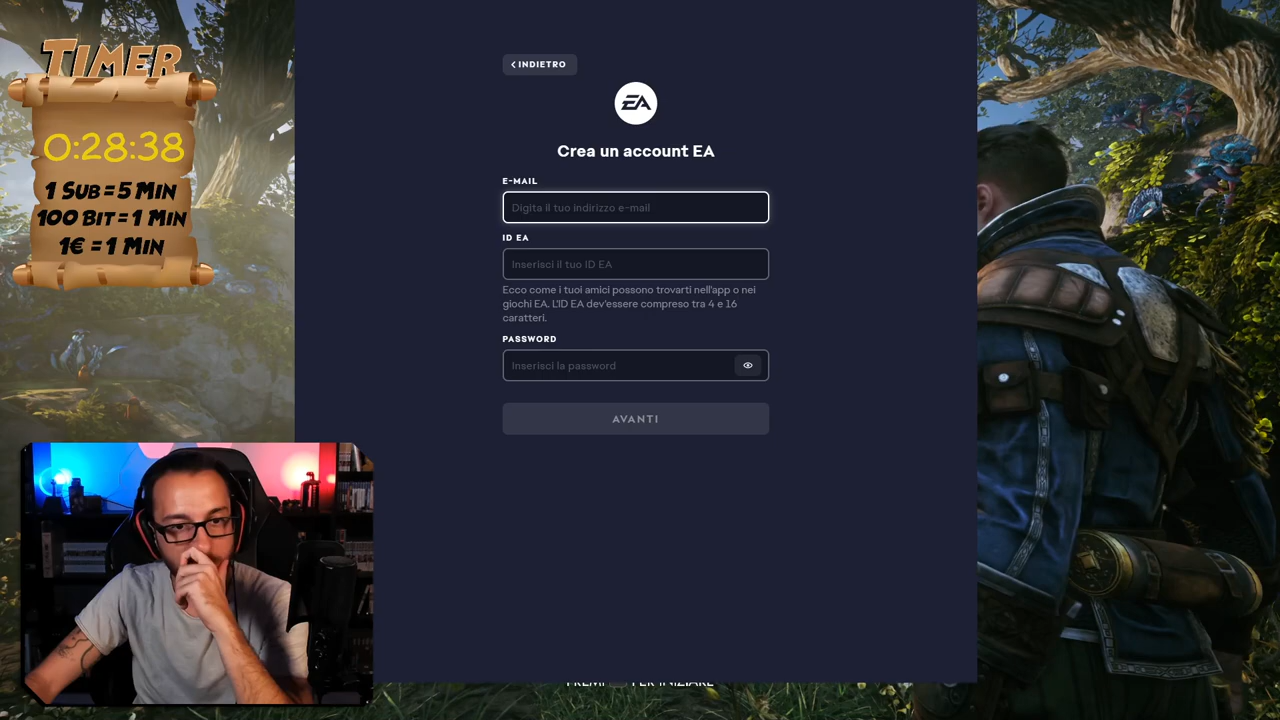 TIMER
0:28:38
1 SUB = 5 MIN
100 BIT = 1 MIN
1€ = 1 MIN
INDIETRO
EA
Crea un account EA
E-MAIL
Digita il tuo indirizzo e-mail
ID EA
Inserisci il tuo ID EA
Ecco come i tuoi amici possono trovarti nell'app o nei
giochi EA. L'ID EA dev'essere compreso tra 4 e 16
caratteri.
PASSWORD
Inserisci la password
AVANTI
PER INIZIARE